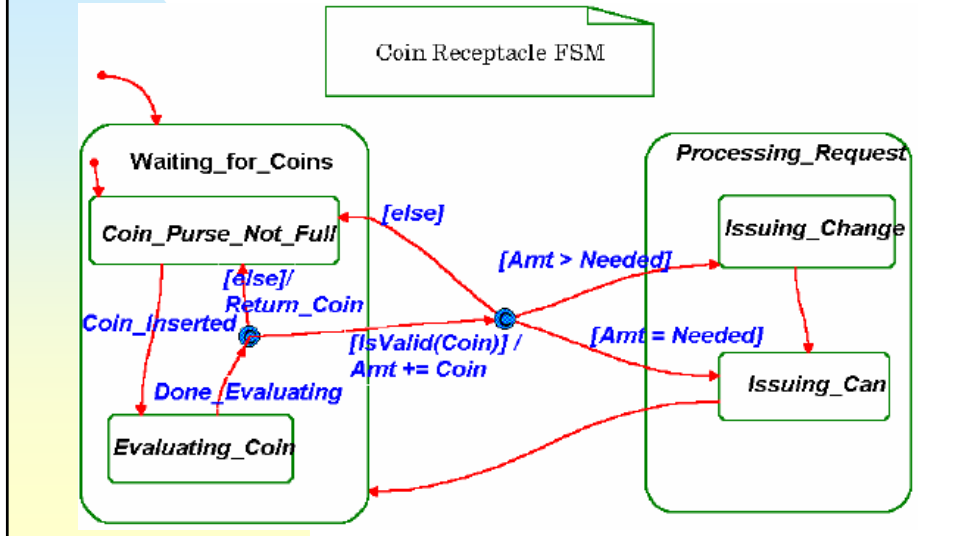 Coin Receptacle FSM
Waiting_for_Coins
Processing_Request
Coin_Purse_Not_Full
[else]
Issuing_Change
[Amt > Needed]
[else]/
Return_Coin
Coin_Inserted
[IsValid(Coin)] /
Amt += Coin
[Amt = Needed]
Done_Evaluating
Issuing_Can
Evaluating_Coin